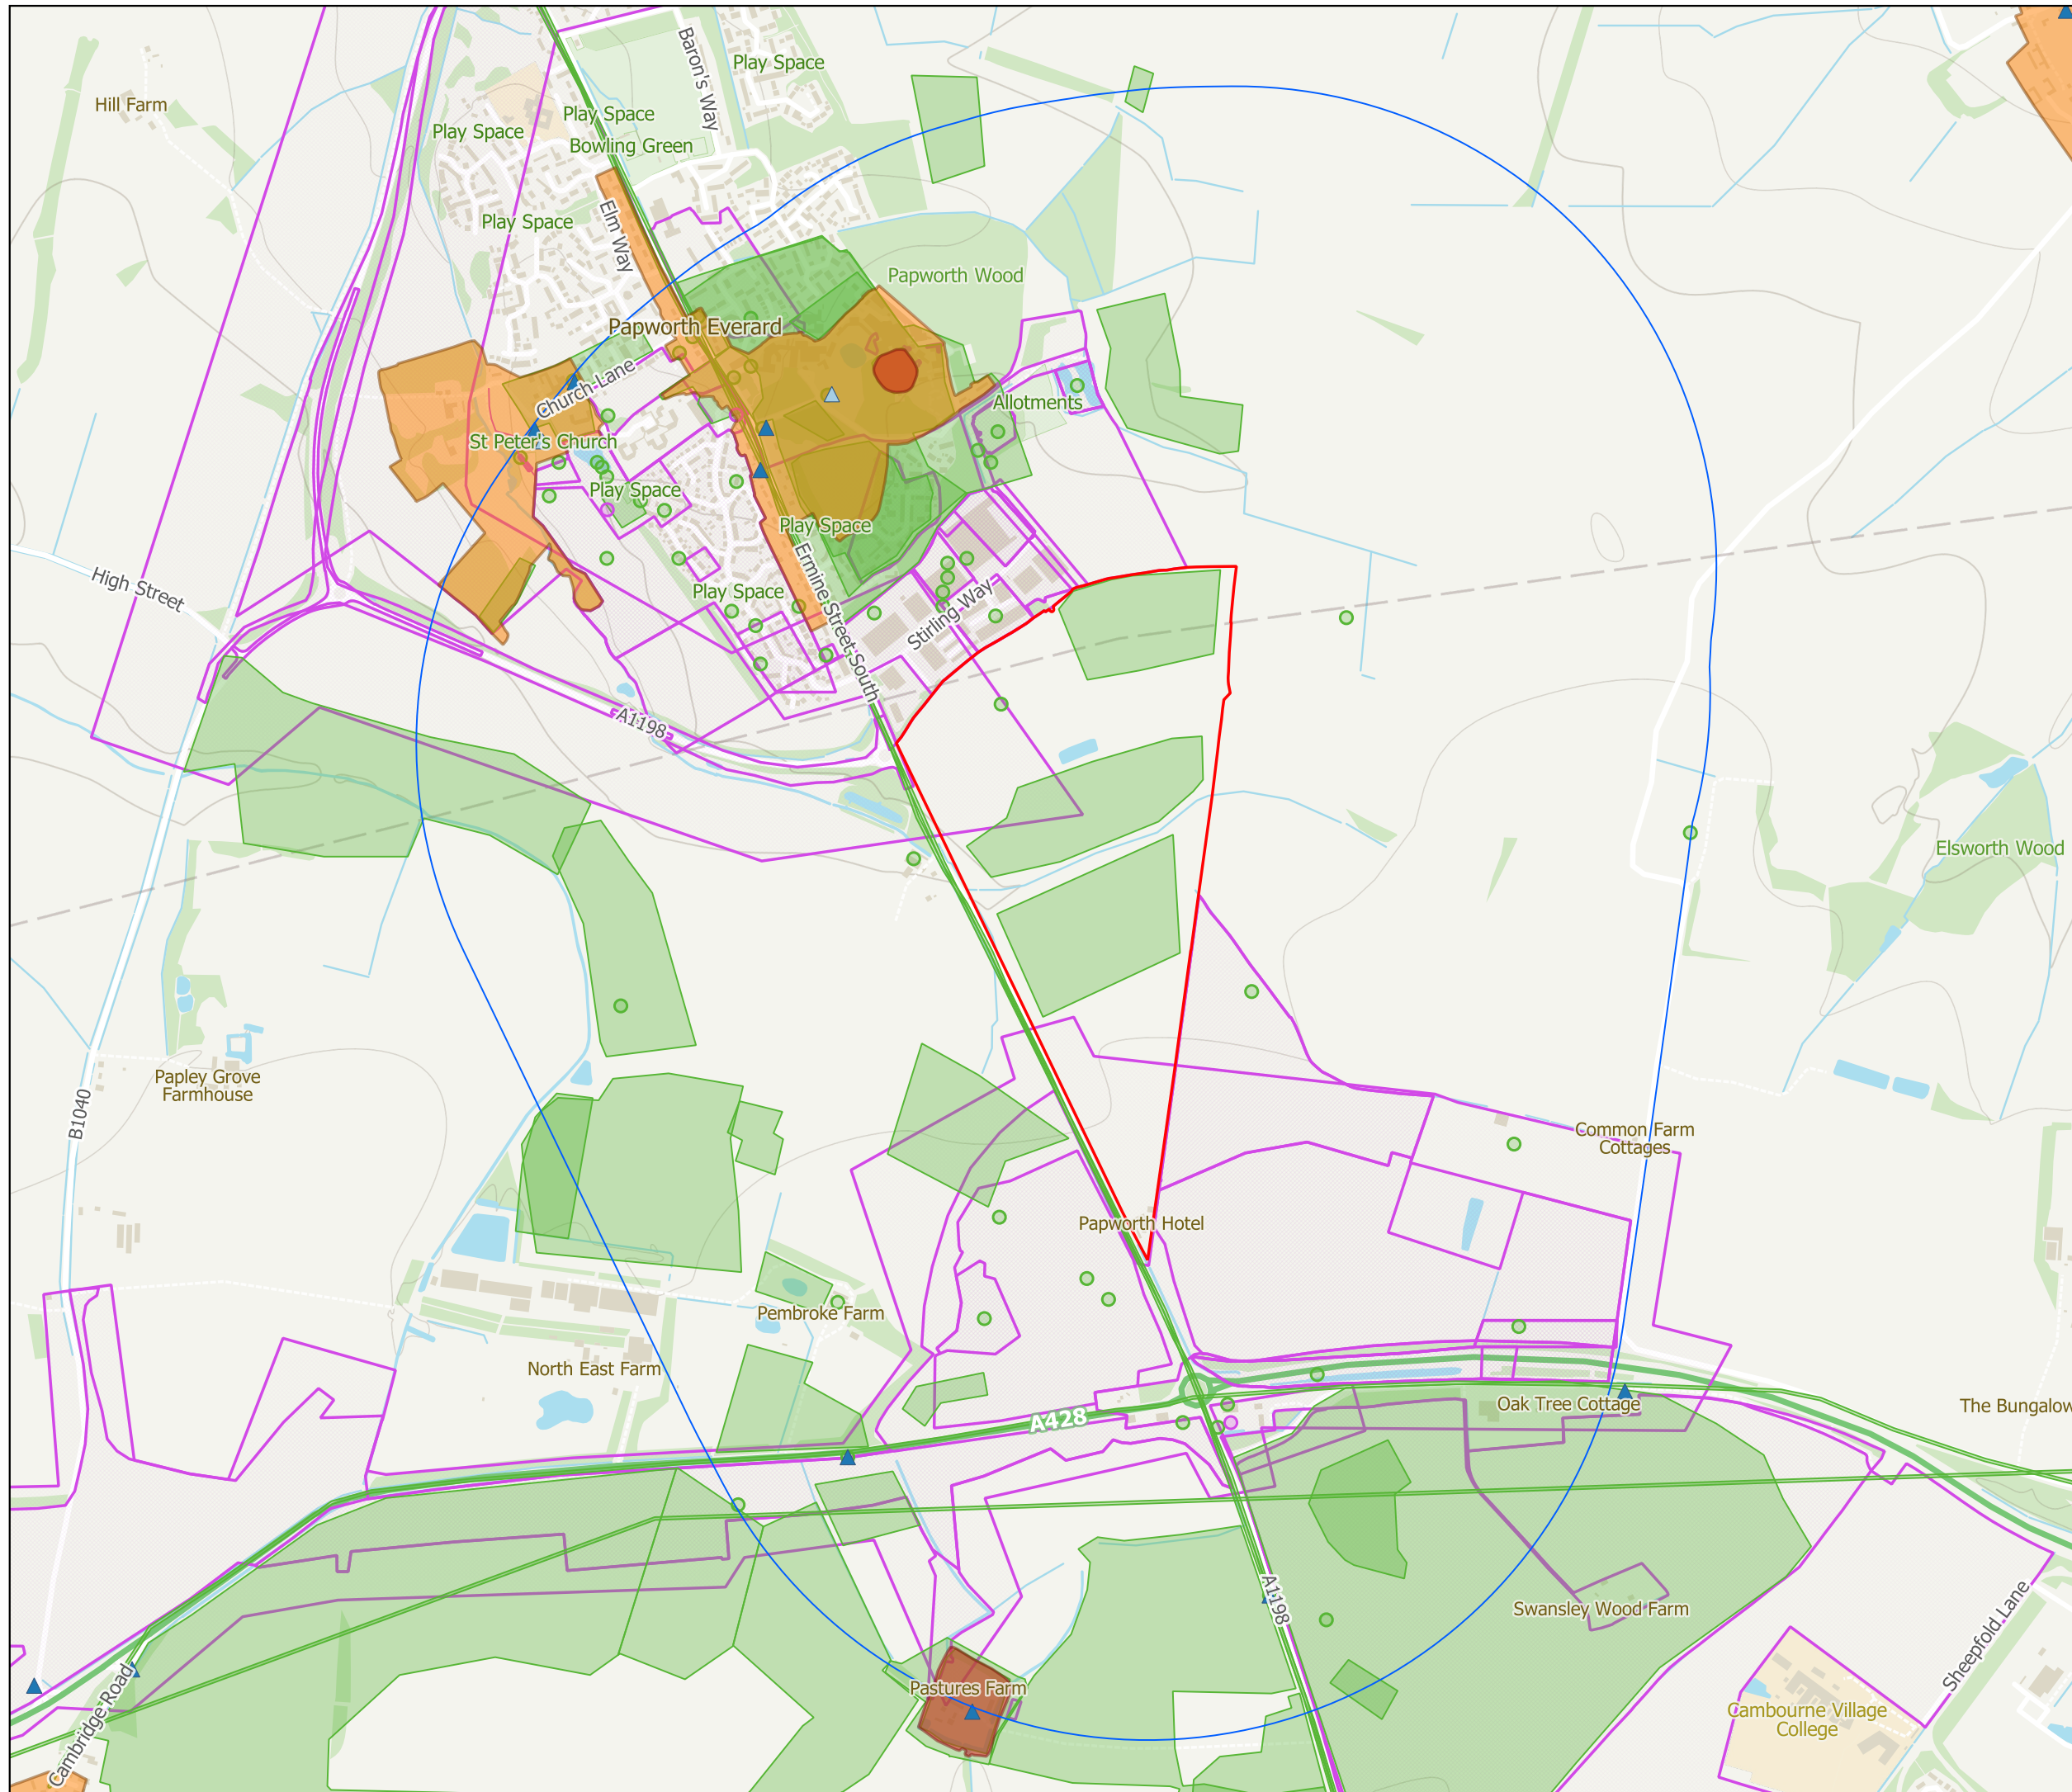 Baron's Way
Play Space
Hill Farm
Play Space
Play Space
Bowling Green
Play Space
Elm Way
Papworth Wood
Papworth Everard
Church Lane
Allotments
St Peter's Church
Play Space
Play Space
High Street
Play Space
Ermine Street South
Stirling Way
A1198
Elsworth Wood
Papley Grove
Farmhouse
B1040
Common Farm
Cottages
Papworth Hotel
Pembroke Farm
North East Farm
Oak Tree Cottage
The Bungalow
A428
A1198
Swansley Wood Farm
Sheepfold Lane
Pastures Farm
Cambourne Village
College
Cambridge Road